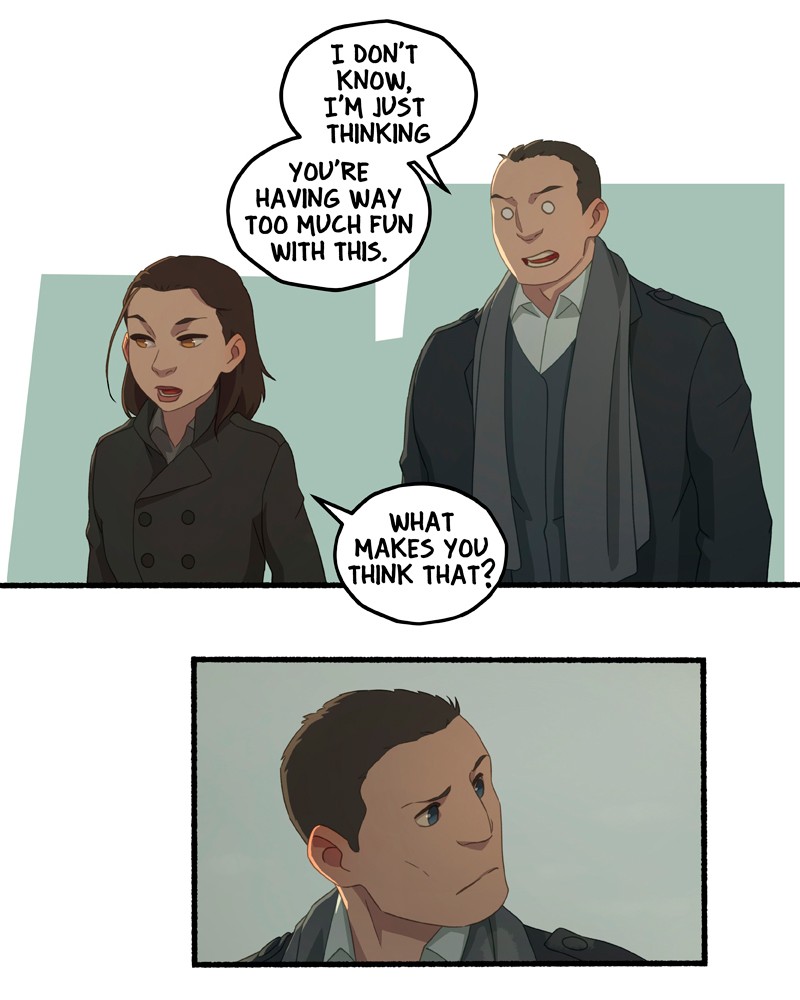 I DON'T
KNOW,
I'M JUST
THINKING
YOU'RE
HAVING WAY
TOO MUCH FUN
WITH THIS.
WHAT
MAKES YOU
THINK THAT?